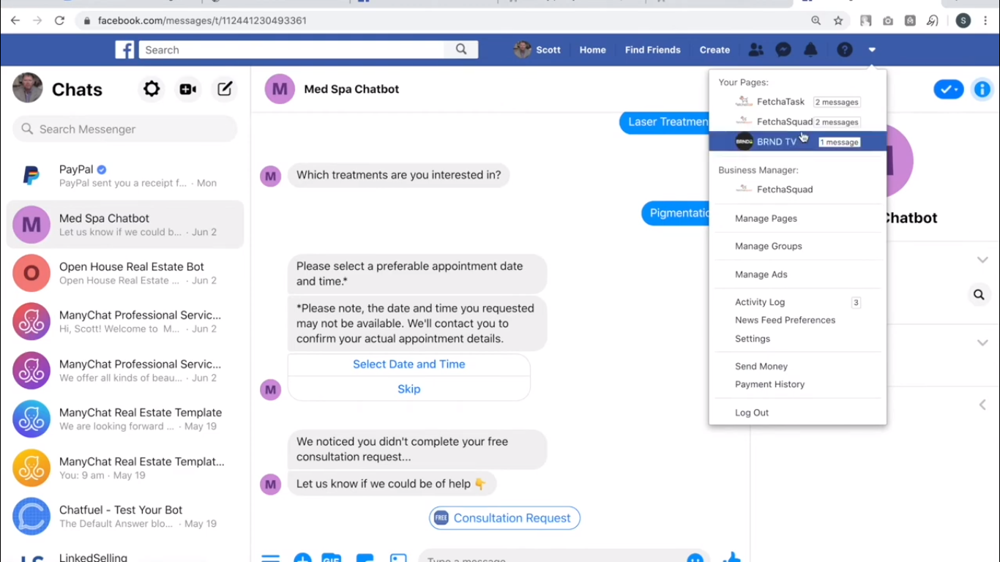 facebook.com/messages/t/112441230493361
S
Search
Scott
Home
Find Friends
Create
Chats
Search Messenger
PayPal
PayPal sent you a receipt f... · Mon
M
Med Spa Chatbot
Let us know if we could b... · Jun 2
O
Open House Real Estate Bot
Open House Real Estate ... · Jun 2
ManyChat Professional Servic...
Hi, Scott! Welcome to M... · Jun 2
ManyChat Professional Servic...
We offer all kinds of beau... · Jun 2
ManyChat Real Estate Template
We are looking forward ... · May 19
ManyChat Real Estate Templat...
You: 9 am · May 19
Chatfuel - Test Your Bot
The Default Answer blo... · May 19
LinkedSelling
M
Med Spa Chatbot
Laser Treatmen
M
Which treatments are you interested in?
Pigmentatio
Please select a preferable appointment date
and time.*
*Please note, the date and time you requested
may not be available. We'll contact you to
confirm your actual appointment details.
Select Date and Time
Skip
M
We noticed you didn't complete your free
consultation request...
M
Let us know if we could be of help 👇
FREE Consultation Request
GIF
Type a message
Your Pages:
FetchaTask 2 messages
FetchaSquad 2 messages
BRND TV 1 message
Business Manager:
FetchaSquad
Manage Pages
Manage Groups
Manage Ads
Activity Log 3
News Feed Preferences
Settings
Send Money
Payment History
Log Out
Chatbot